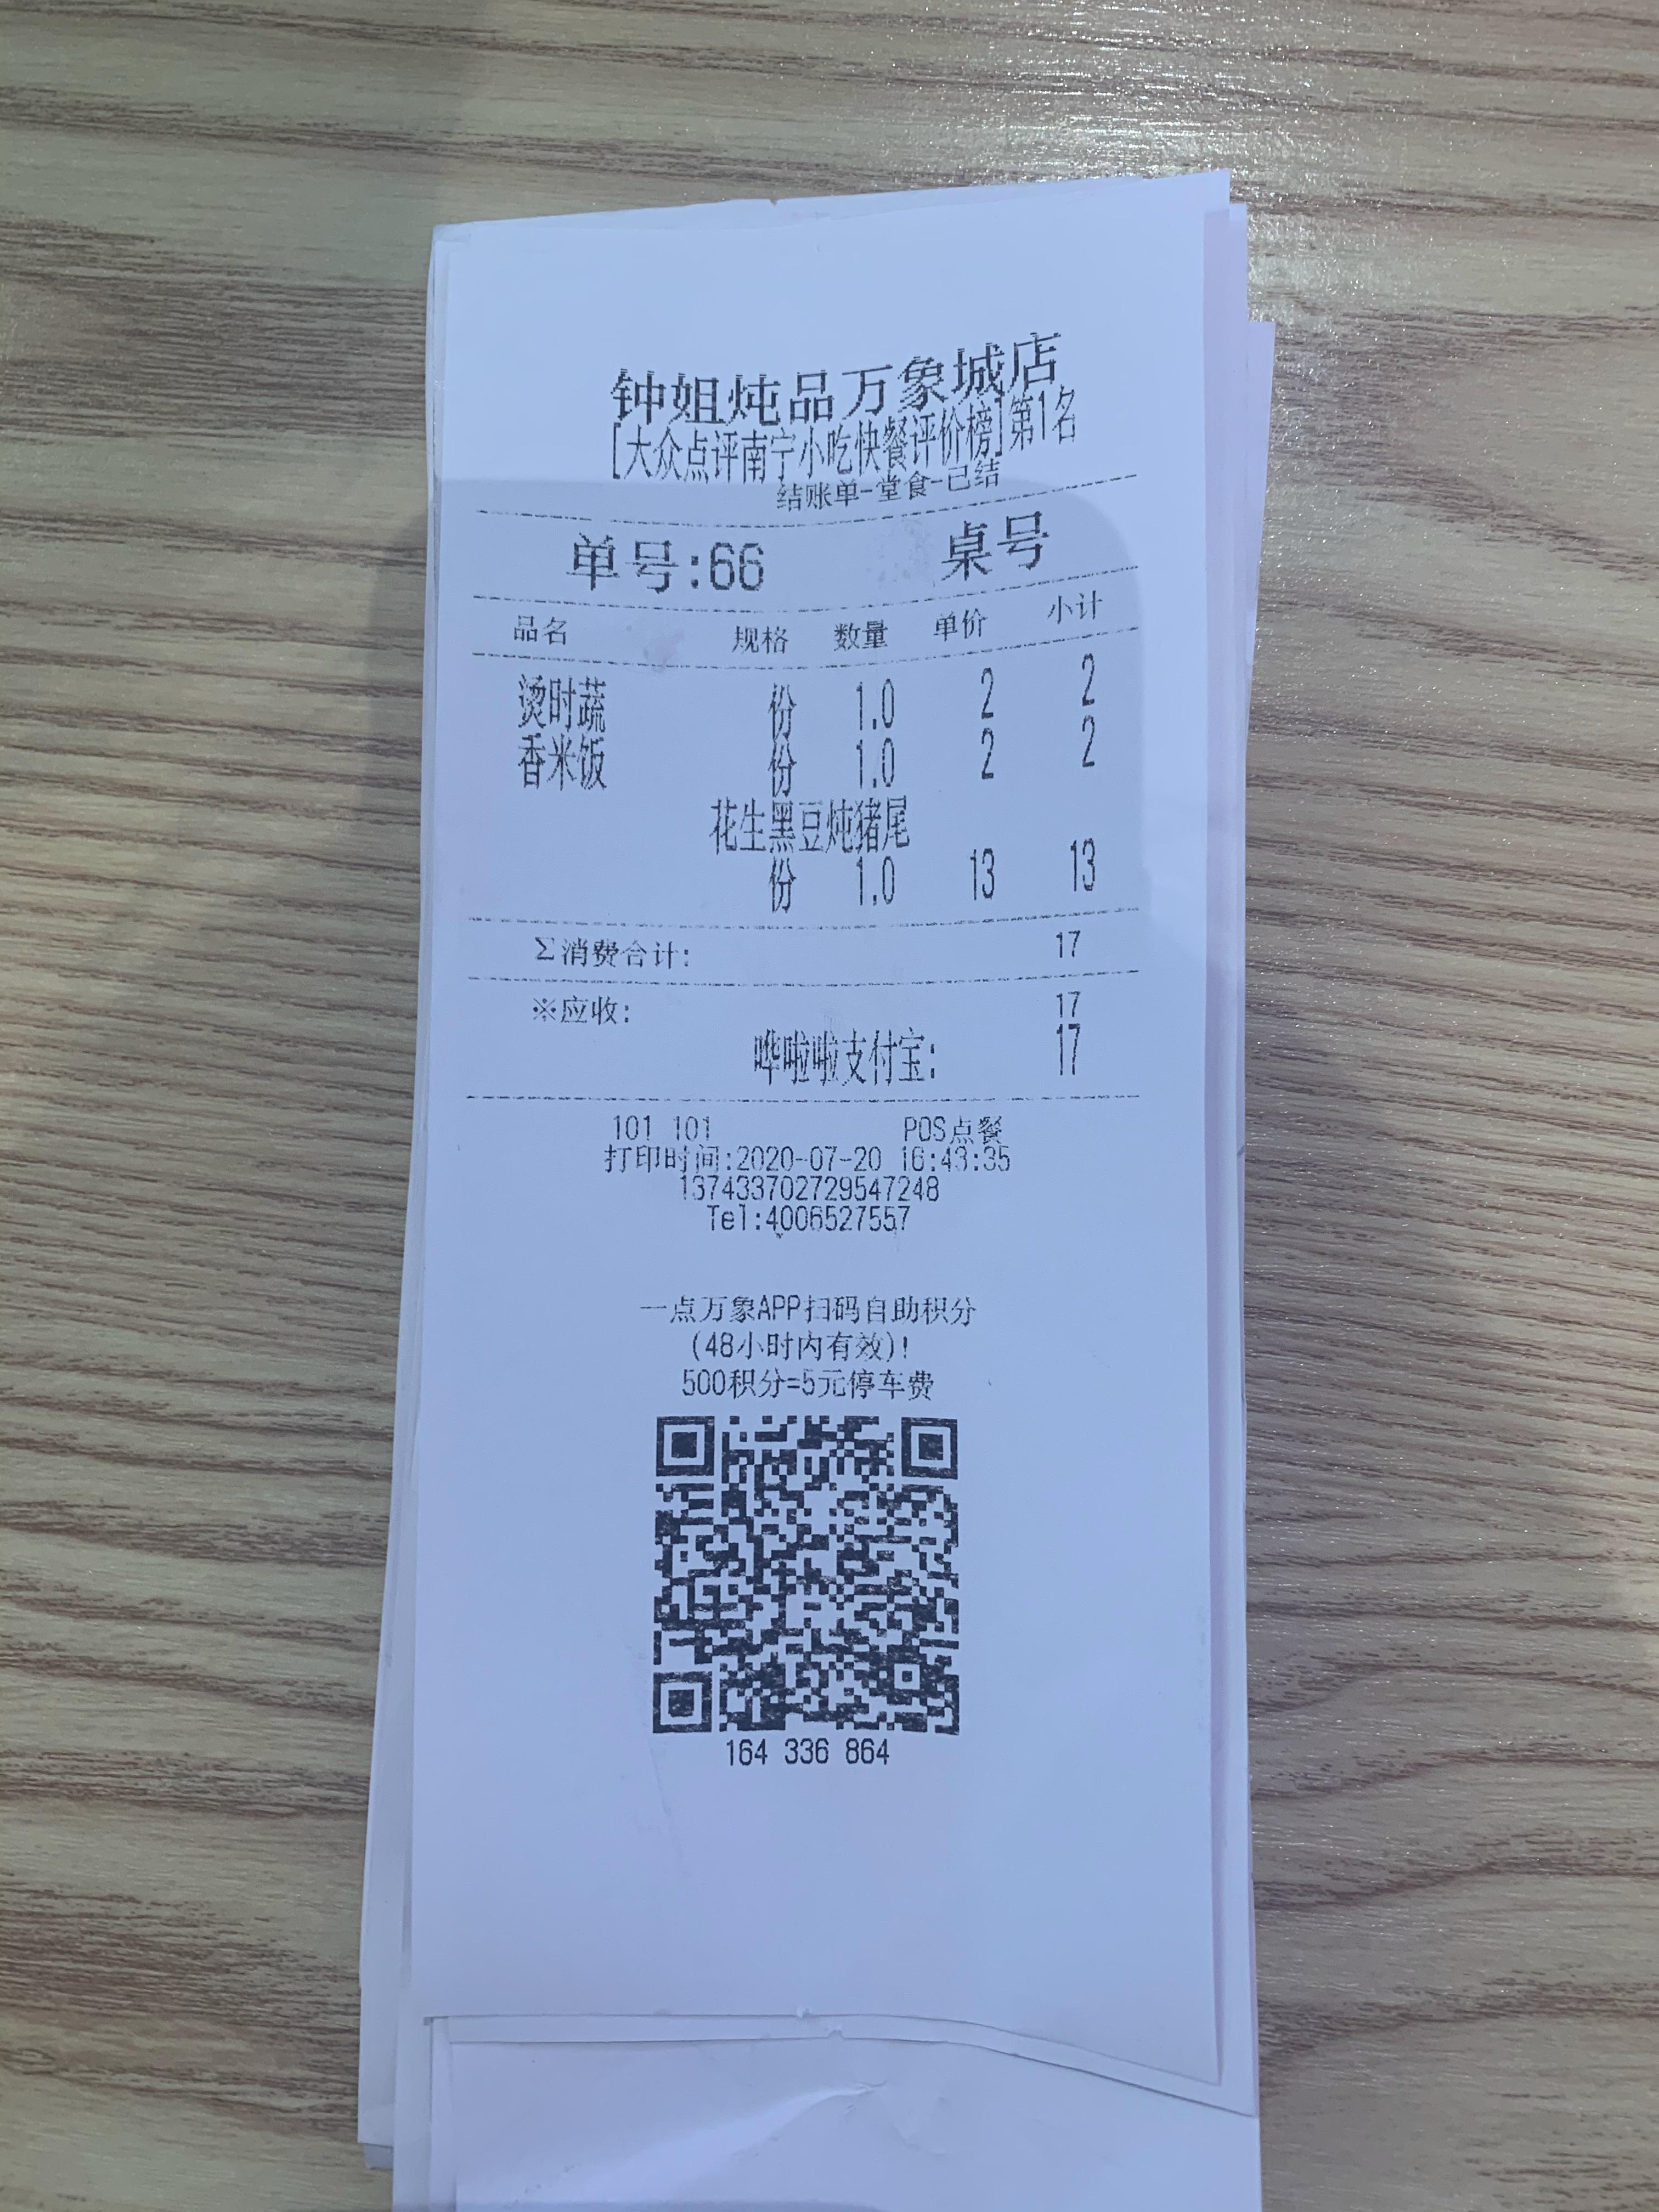 钟姐炖品万象城店
[大众点评南宁小吃快餐评价榜]第1名
结账单-堂食-已结
单号:66 桌号
品名 规格 数量 单价 小计
烫时蔬 份 1.0 2 2
香米饭 份 1.0 2 2
花生黑豆炖猪尾
份 1.0 13 13
Σ消费合计: 17
※应收: 17
哗啦啦支付宝: 17
101 101 POS点餐
打印时间:2020-07-20 16:43:35
137433702729547248
Tel:4006527557
一点万象APP扫码自助积分
(48小时内有效)!
500积分=5元停车费
164 336 864